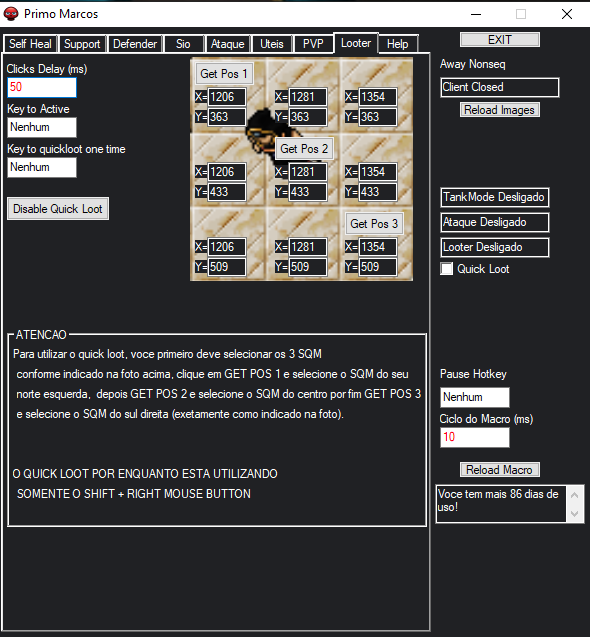 Primo Marcos
Self Heal
Support
Defender
Sio
Ataque
Uteis
PVP
Looter
Help
EXIT
Clicks Delay (ms)
50
Key to Active
Nenhum
Key to quickloot one time
Nenhum
Disable Quick Loot
Get Pos 1
X= 1206
X= 1281
X= 1354
Y= 363
Y= 363
Y= 363
Get Pos 2
X= 1206
X= 1281
X= 1354
Y= 433
Y= 433
Y= 433
Get Pos 3
X= 1206
X= 1281
X= 1354
Y= 509
Y= 509
Y= 509
Away Nonseq
Client Closed
Reload Images
TankMode Desligado
Ataque Desligado
Looter Desligado
Quick Loot
ATENCAO
Para utilizar o quick loot, voce primeiro deve selecionar os 3 SQM
conforme indicado na foto acima, clique em GET POS 1 e selecione o SQM do seu
norte esquerda, depois GET POS 2 e selecione o SQM do centro por fim GET POS 3
e selecione o SQM do sul direita (exetamente como indicado na foto).
O QUICK LOOT POR ENQUANTO ESTA UTILIZANDO
SOMENTE O SHIFT + RIGHT MOUSE BUTTON
Pause Hotkey
Nenhum
Ciclo do Macro (ms)
10
Reload Macro
Voce tem mais 86 dias de
uso!